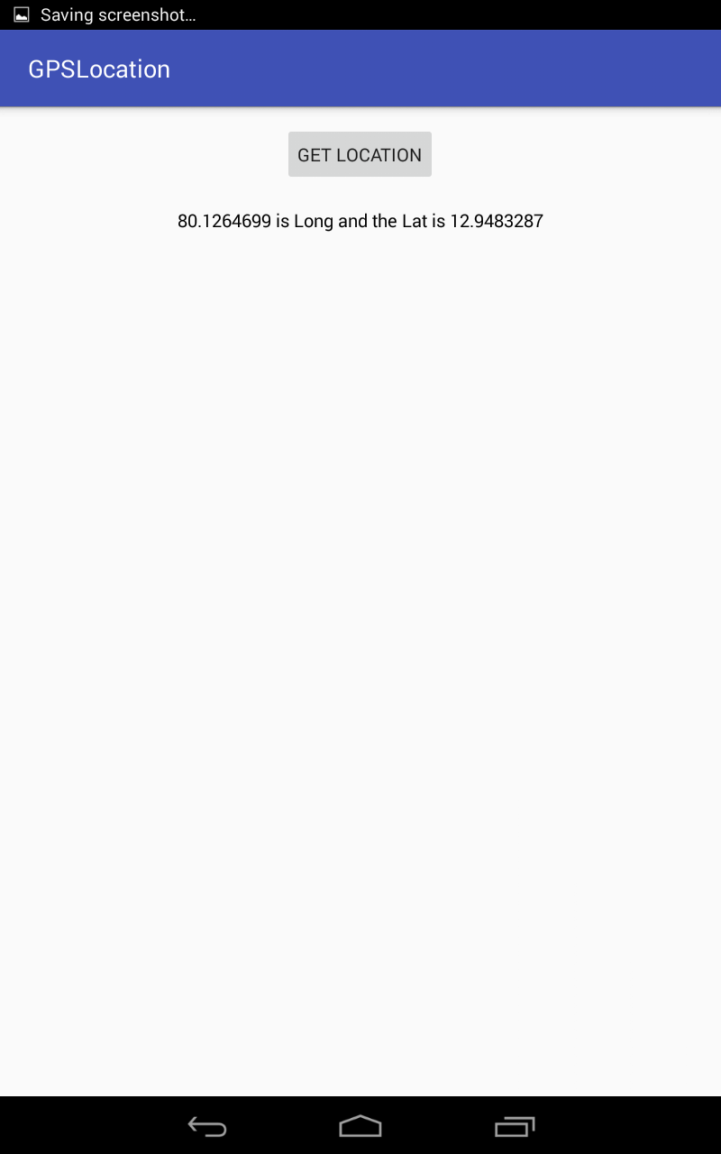 Saving screenshot...
GPSLocation
GET LOCATION
80.1264699 is Long and the Lat is 12.9483287